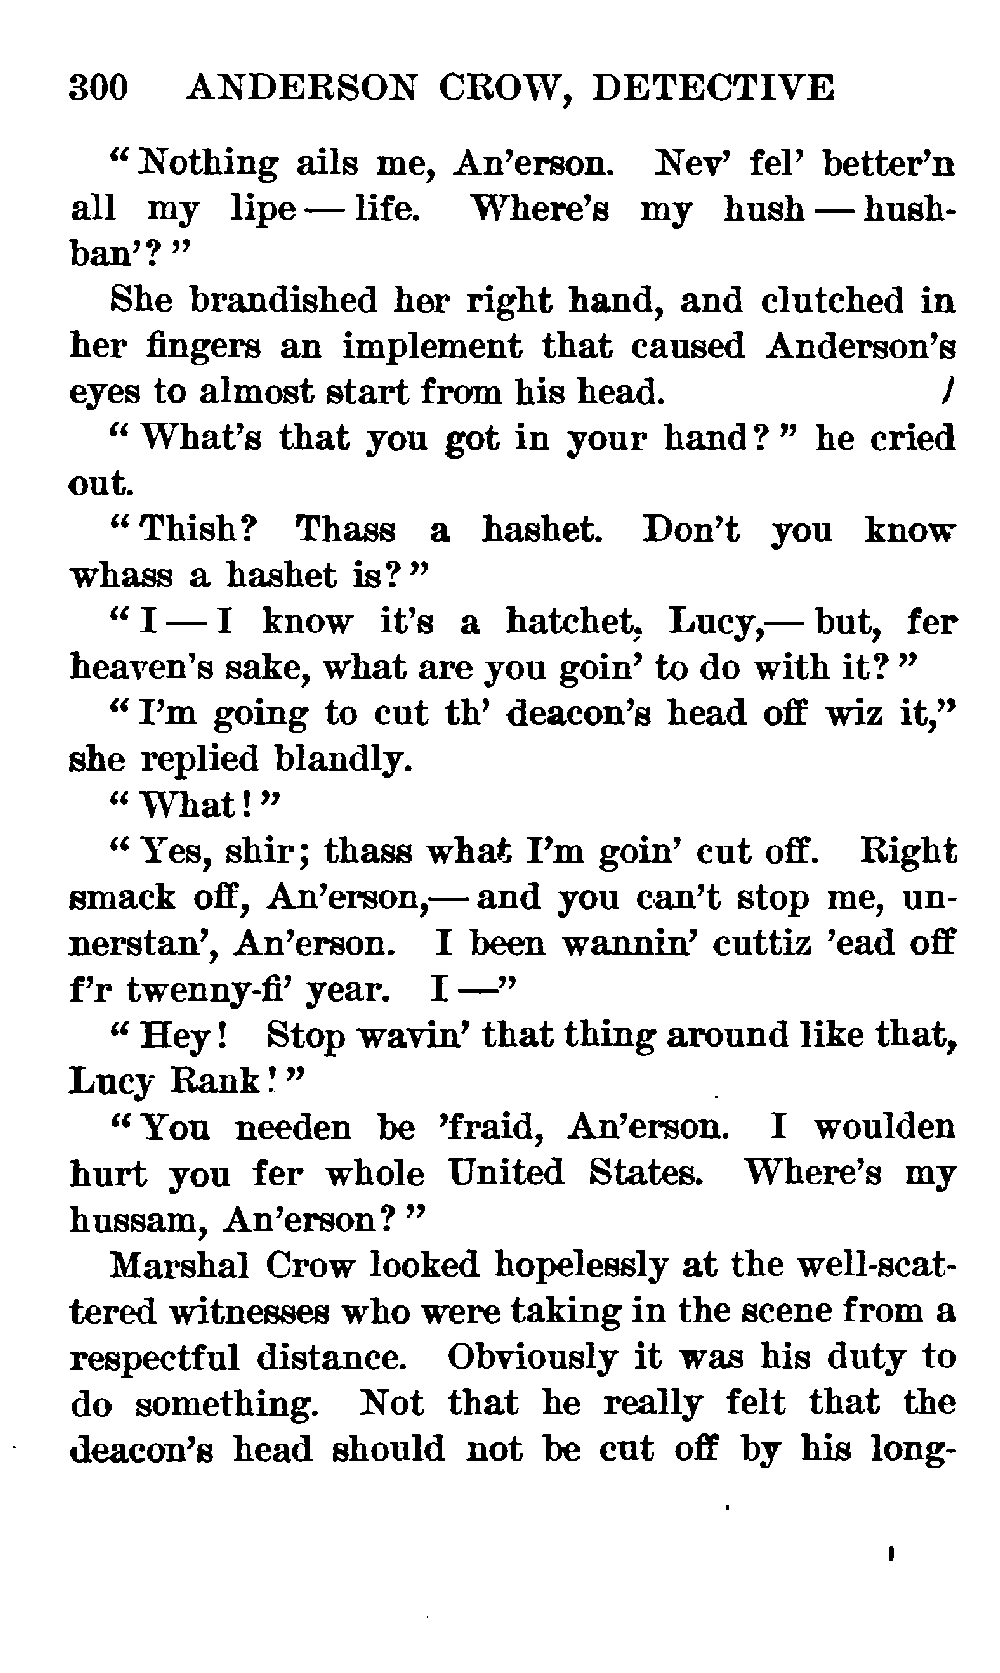 300 ANDERSON CROW, DETECTIVE
“Nothing ails me, An’erson. Nev’ fel’ better’n
all my lipe — life. Where’s my hush — hush-
ban’?”
She brandished her right hand, and clutched in
her fingers an implement that caused Anderson’s
eyes to almost start from his head.
“What’s that you got in your hand?” he cried
out.
“Thish? Thass a hashet. Don’t you know
whass a hashet is?”
“I — I know it’s a hatchet, Lucy,— but, fer
heaven’s sake, what are you goin’ to do with it?”
“I’m going to cut th’ deacon’s head off wiz it,”
she replied blandly.
“What!”
“Yes, shir; thass what I’m goin’ cut off. Right
smack off, An’erson,— and you can’t stop me, un-
nerstan’, An’erson. I been wannin’ cuttiz ’ead off
f’r twenny-fi’ year. I —”
“Hey! Stop wavin’ that thing around like that,
Lucy Rank!”
“You needen be ’fraid, An’erson. I woulden
hurt you fer whole United States. Where’s my
hussam, An’erson?”
Marshal Crow looked hopelessly at the well-scat-
tered witnesses who were taking in the scene from a
respectful distance. Obviously it was his duty to
do something. Not that he really felt that the
deacon’s head should not be cut off by his long-